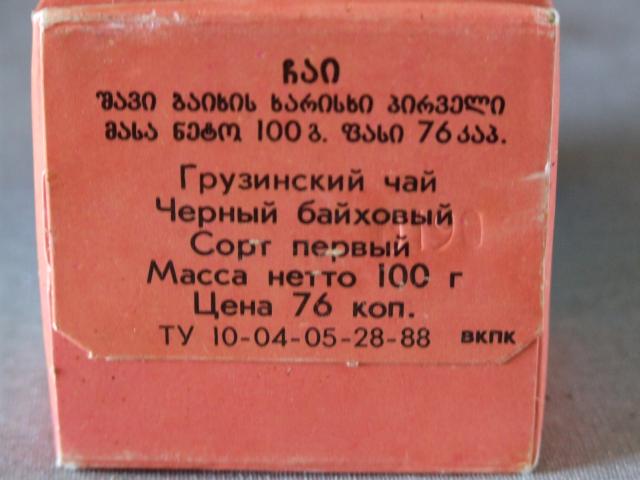 ჩაი
შავი ბაიხის ხარისხი პირველი
მასა ნეტო 100 გ. ფასი 76 კაპ.
Грузинский чай
Черный байховый
Сорт первый
Масса нетто 100 г
Цена 76 коп.
ТУ 10-04-05-28-88 ВКПК